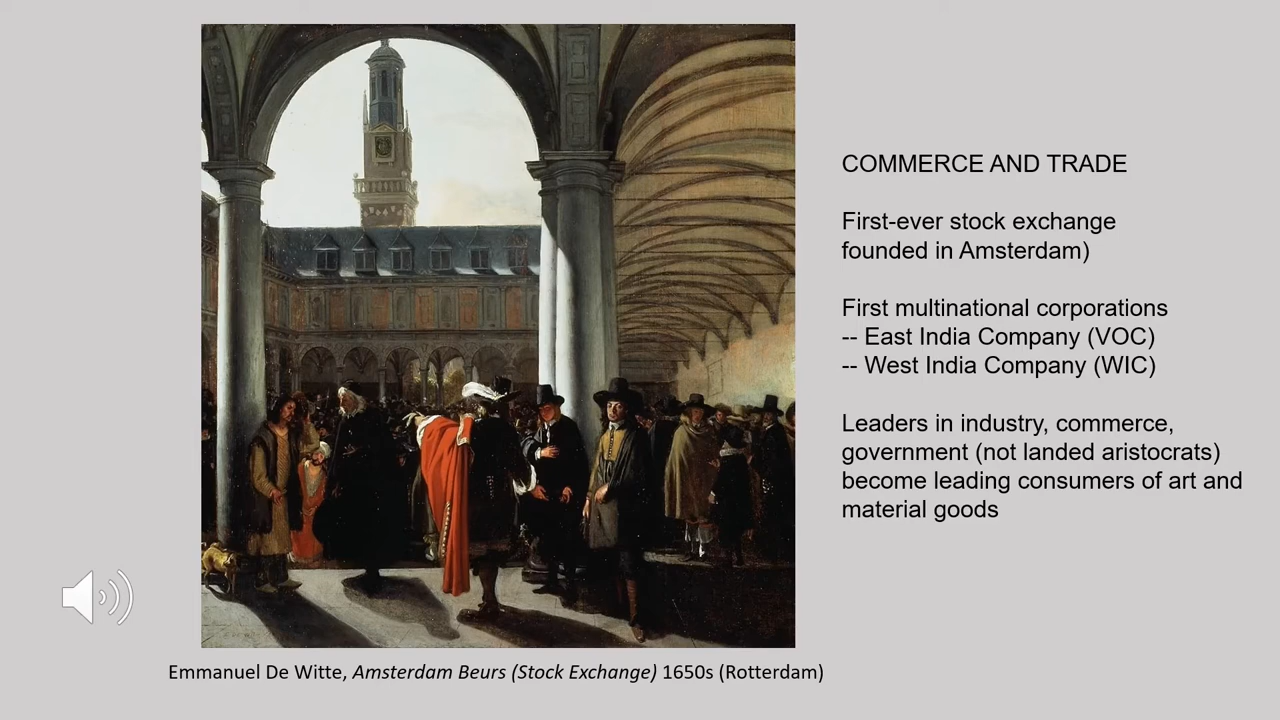 COMMERCE AND TRADE
First-ever stock exchange
founded in Amsterdam)
First multinational corporations
-- East India Company (VOC)
-- West India Company (WIC)
Leaders in industry, commerce,
government (not landed aristocrats)
become leading consumers of art and
material goods
Emmanuel De Witte, Amsterdam Beurs (Stock Exchange) 1650s (Rotterdam)